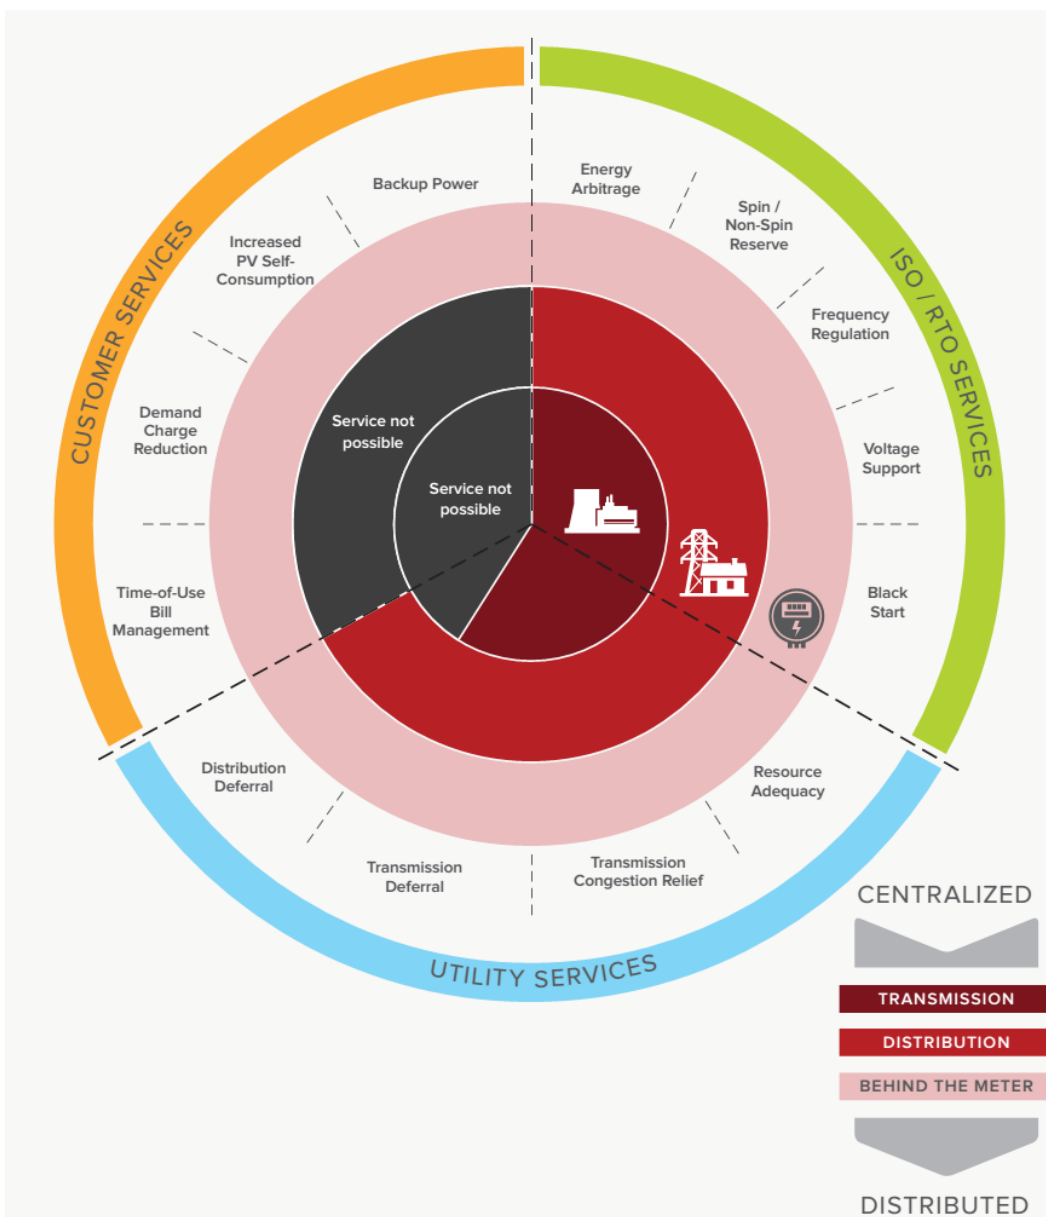 CUSTOMER SERVICES
ISO / RTO SERVICES
UTILITY SERVICES
Backup Power
Increased
PV Self-
Consumption
Demand
Charge
Reduction
Time-of-Use
Bill
Management
Energy
Arbitrage
Spin /
Non-Spin
Reserve
Frequency
Regulation
Voltage
Support
Black
Start
Resource
Adequacy
Transmission
Congestion Relief
Transmission
Deferral
Distribution
Deferral
Service not
possible
Service not
possible
CENTRALIZED
TRANSMISSION
DISTRIBUTION
BEHIND THE METER
DISTRIBUTED